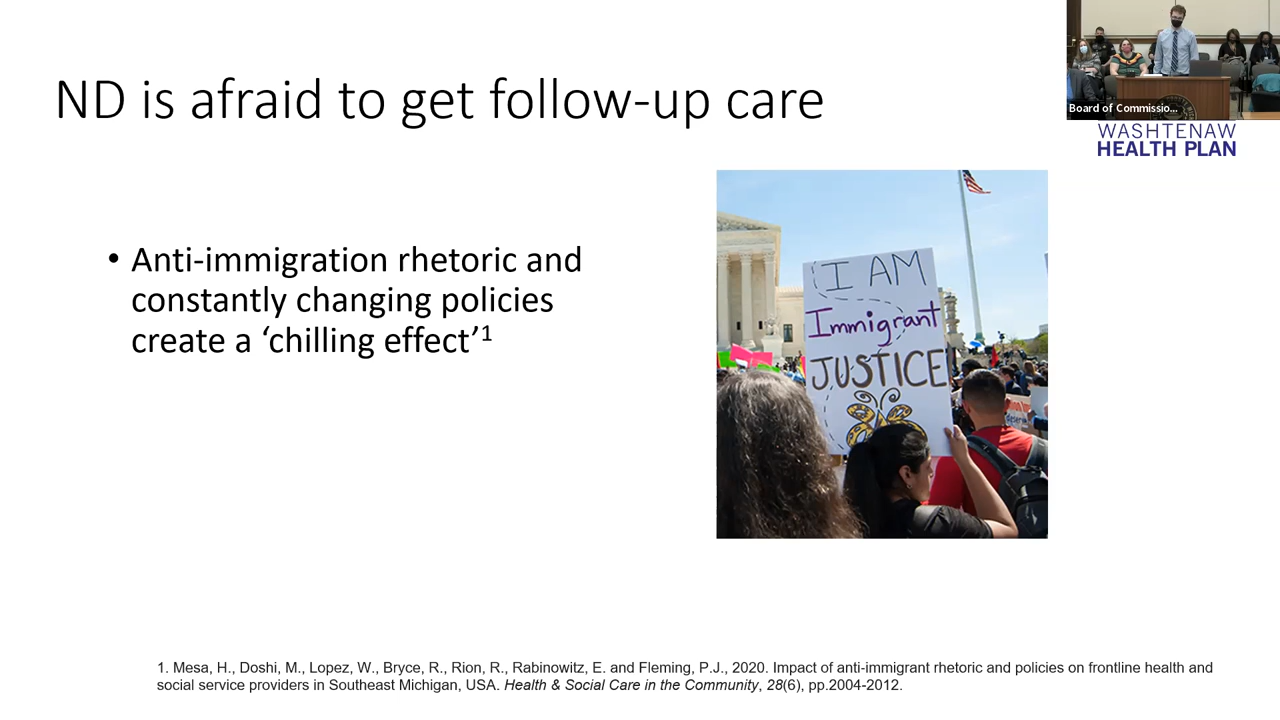 ND is afraid to get follow-up care
Board of Commissio...
WASHTENAW
HEALTH PLAN
• Anti-immigration rhetoric and
constantly changing policies
create a ‘chilling effect’1
I AM
Immigrant
JUSTICE
1. Mesa, H., Doshi, M., Lopez, W., Bryce, R., Rion, R., Rabinowitz, E. and Fleming, P.J., 2020. Impact of anti-immigrant rhetoric and policies on frontline health and
social service providers in Southeast Michigan, USA. Health & Social Care in the Community, 28(6), pp.2004-2012.